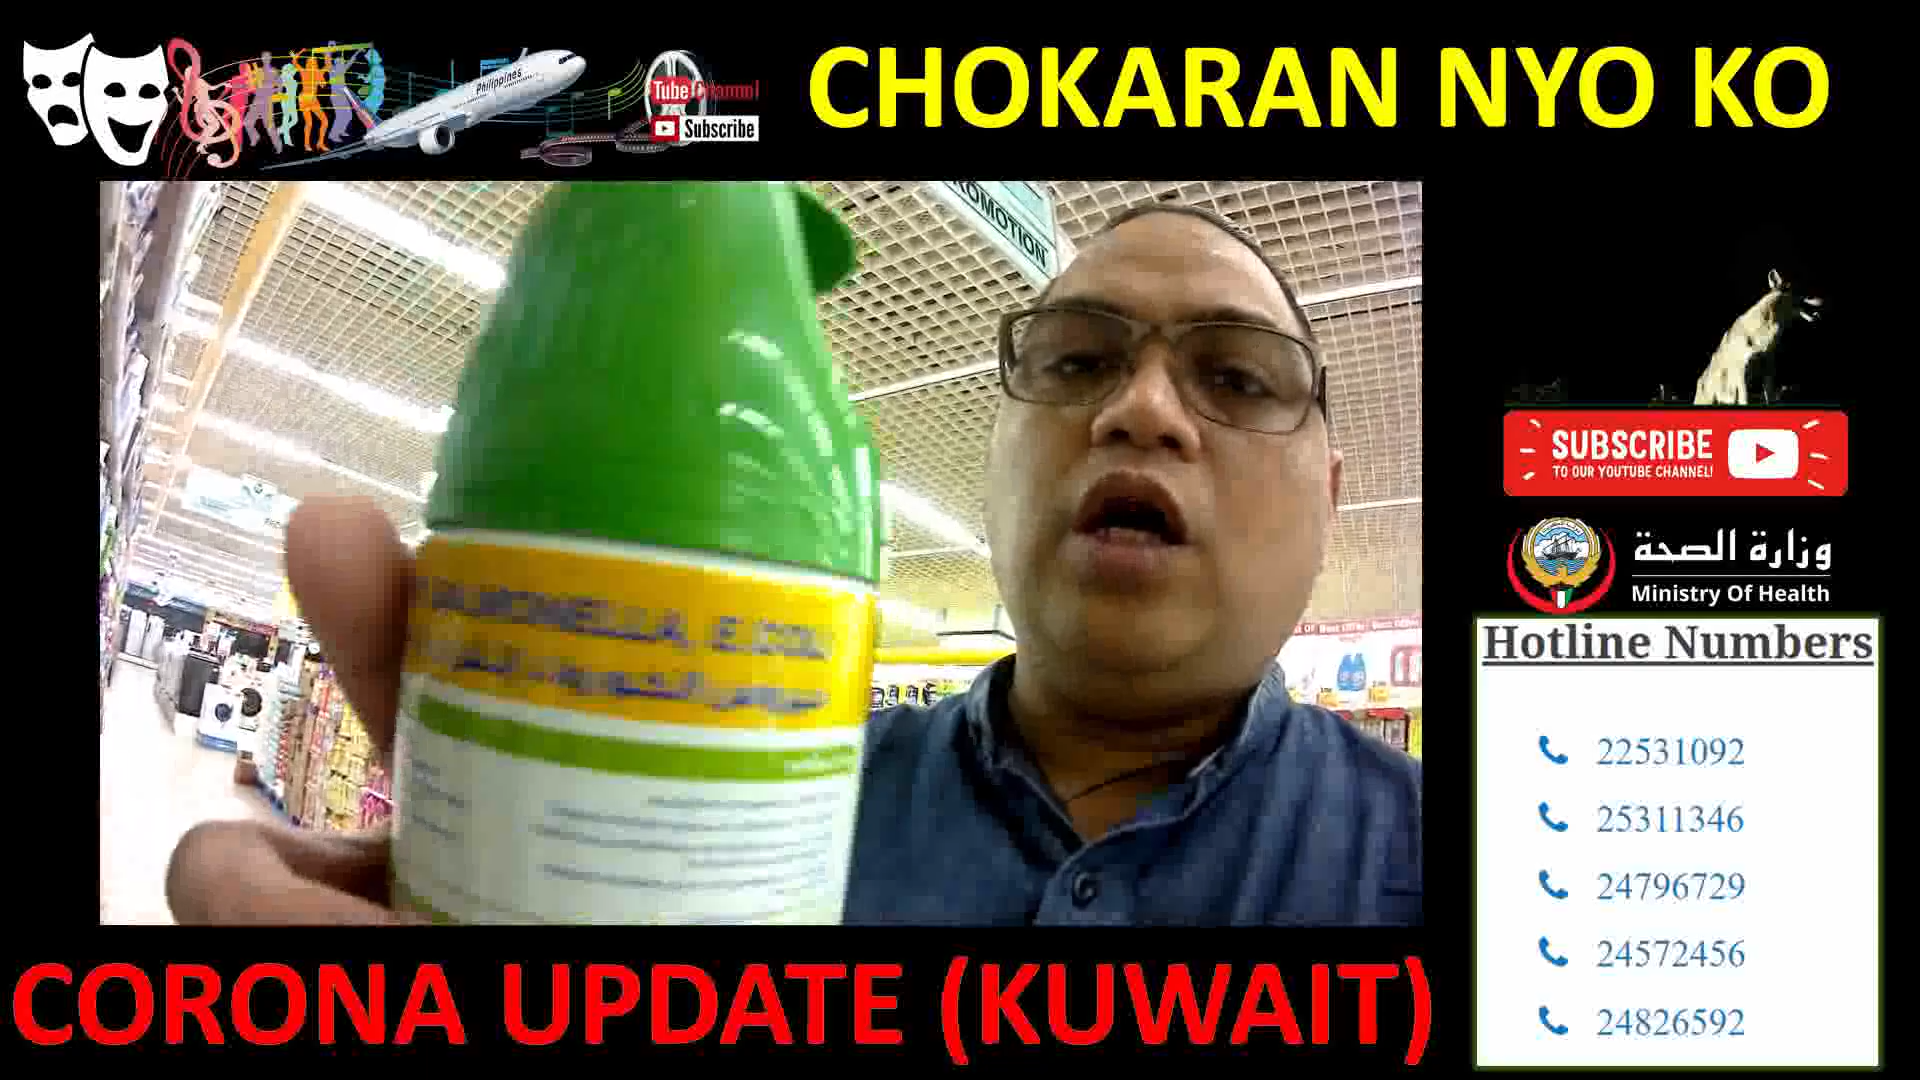 CHOKARAN NYO KO
Philippines
Tube Channel
Subscribe
PROMOTION
SALMONELLA, E.COLI
SUBSCRIBE
TO OUR YOUTUBE CHANNEL!
وزارة الصحة
Ministry Of Health
Hotline Numbers
22531092
25311346
24796729
24572456
24826592
CORONA UPDATE (KUWAIT)